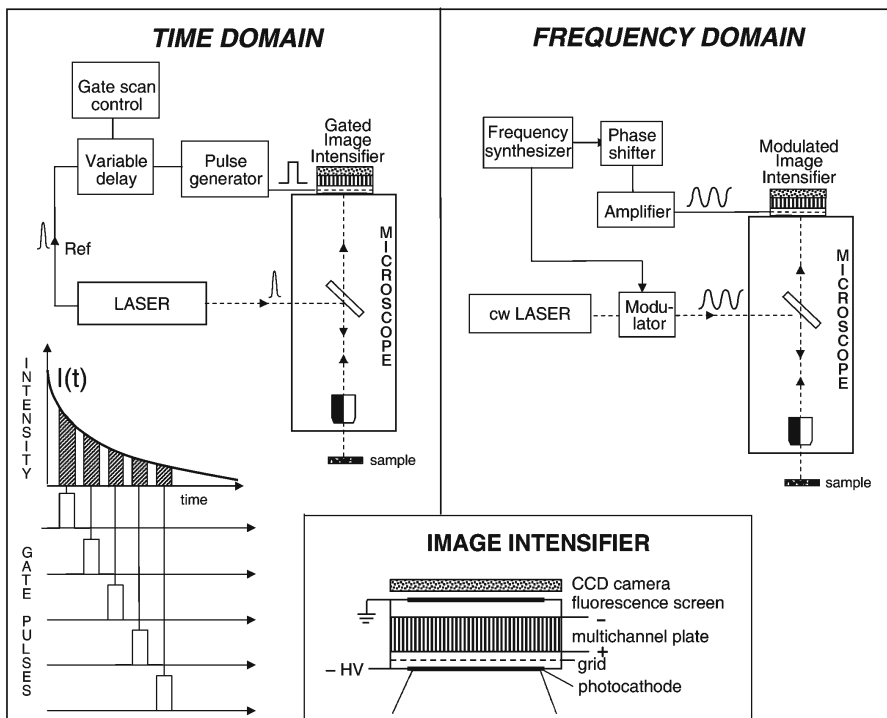 TIME DOMAIN
Gate scan
control
Variable
delay
Pulse
generator
Gated
Image
Intensifier
Ref
LASER
MICROSCOPE
sample
INTENSITY
I(t)
time
GATE PULSES
FREQUENCY DOMAIN
Frequency
synthesizer
Phase
shifter
Amplifier
Modulated
Image
Intensifier
cw LASER
Modu-
lator
MICROSCOPE
sample
IMAGE INTENSIFIER
CCD camera
fluorescence screen
–
multichannel plate
+
grid
– HV
photocathode